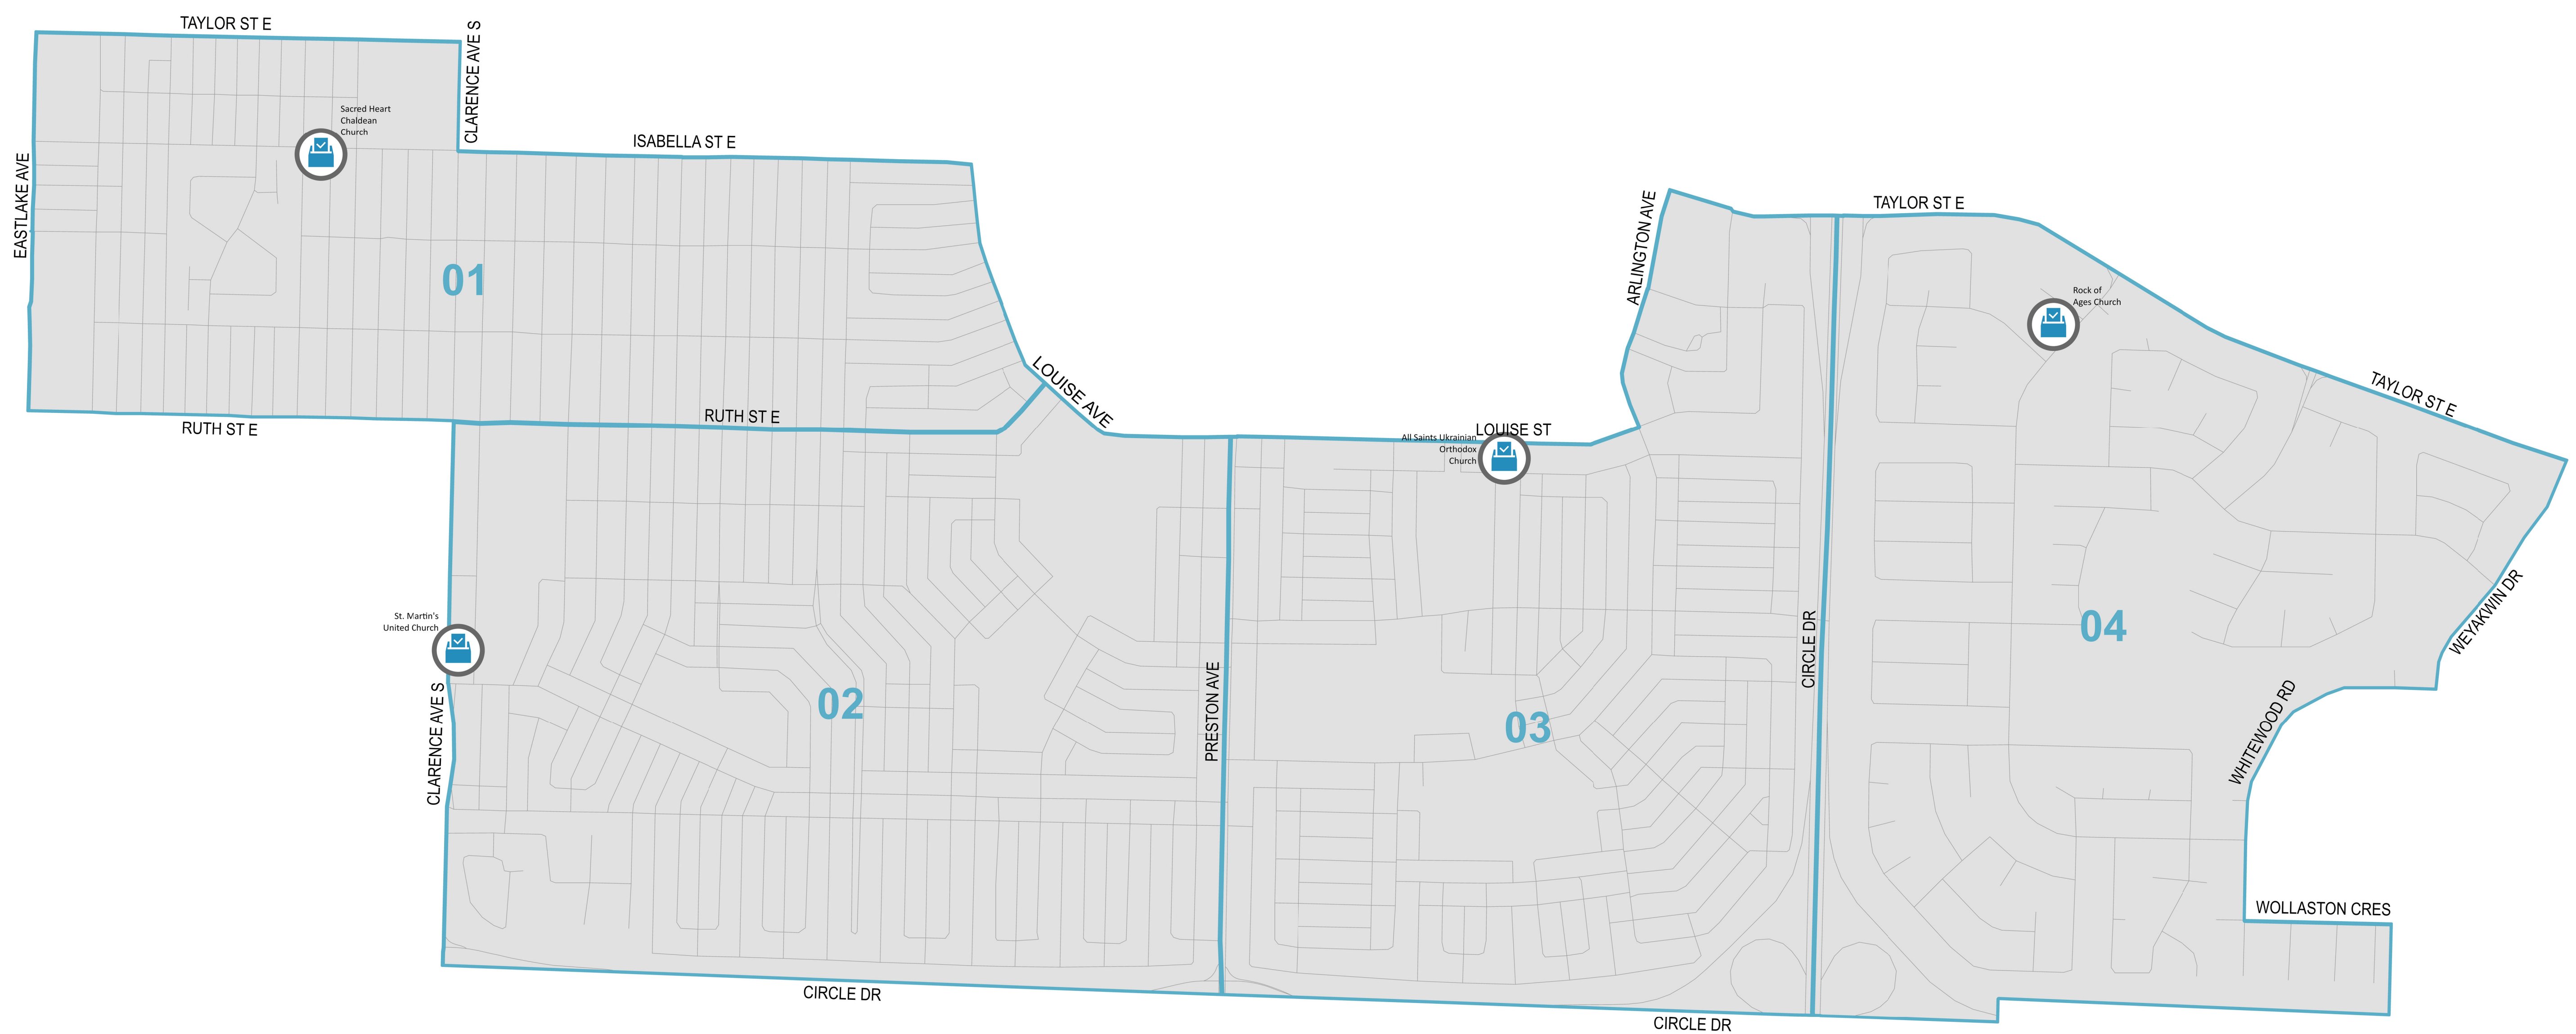 TAYLOR ST E
CLARENCE AVE S
Sacred Heart
Chaldean
Church
ISABELLA ST E
EASTLAKE AVE
01
RUTH ST E
RUTH ST E
LOUISE AVE
ARLINGTON AVE
TAYLOR ST E
Rock of
Ages Church
TAYLOR ST E
LOUISE ST
All Saints Ukrainian
Orthodox
Church
St. Martin's
United Church
CLARENCE AVE S
02
PRESTON AVE
03
CIRCLE DR
04
WEYAKWIN DR
WHITEWOOD RD
WOLLASTON CRES
CIRCLE DR
CIRCLE DR